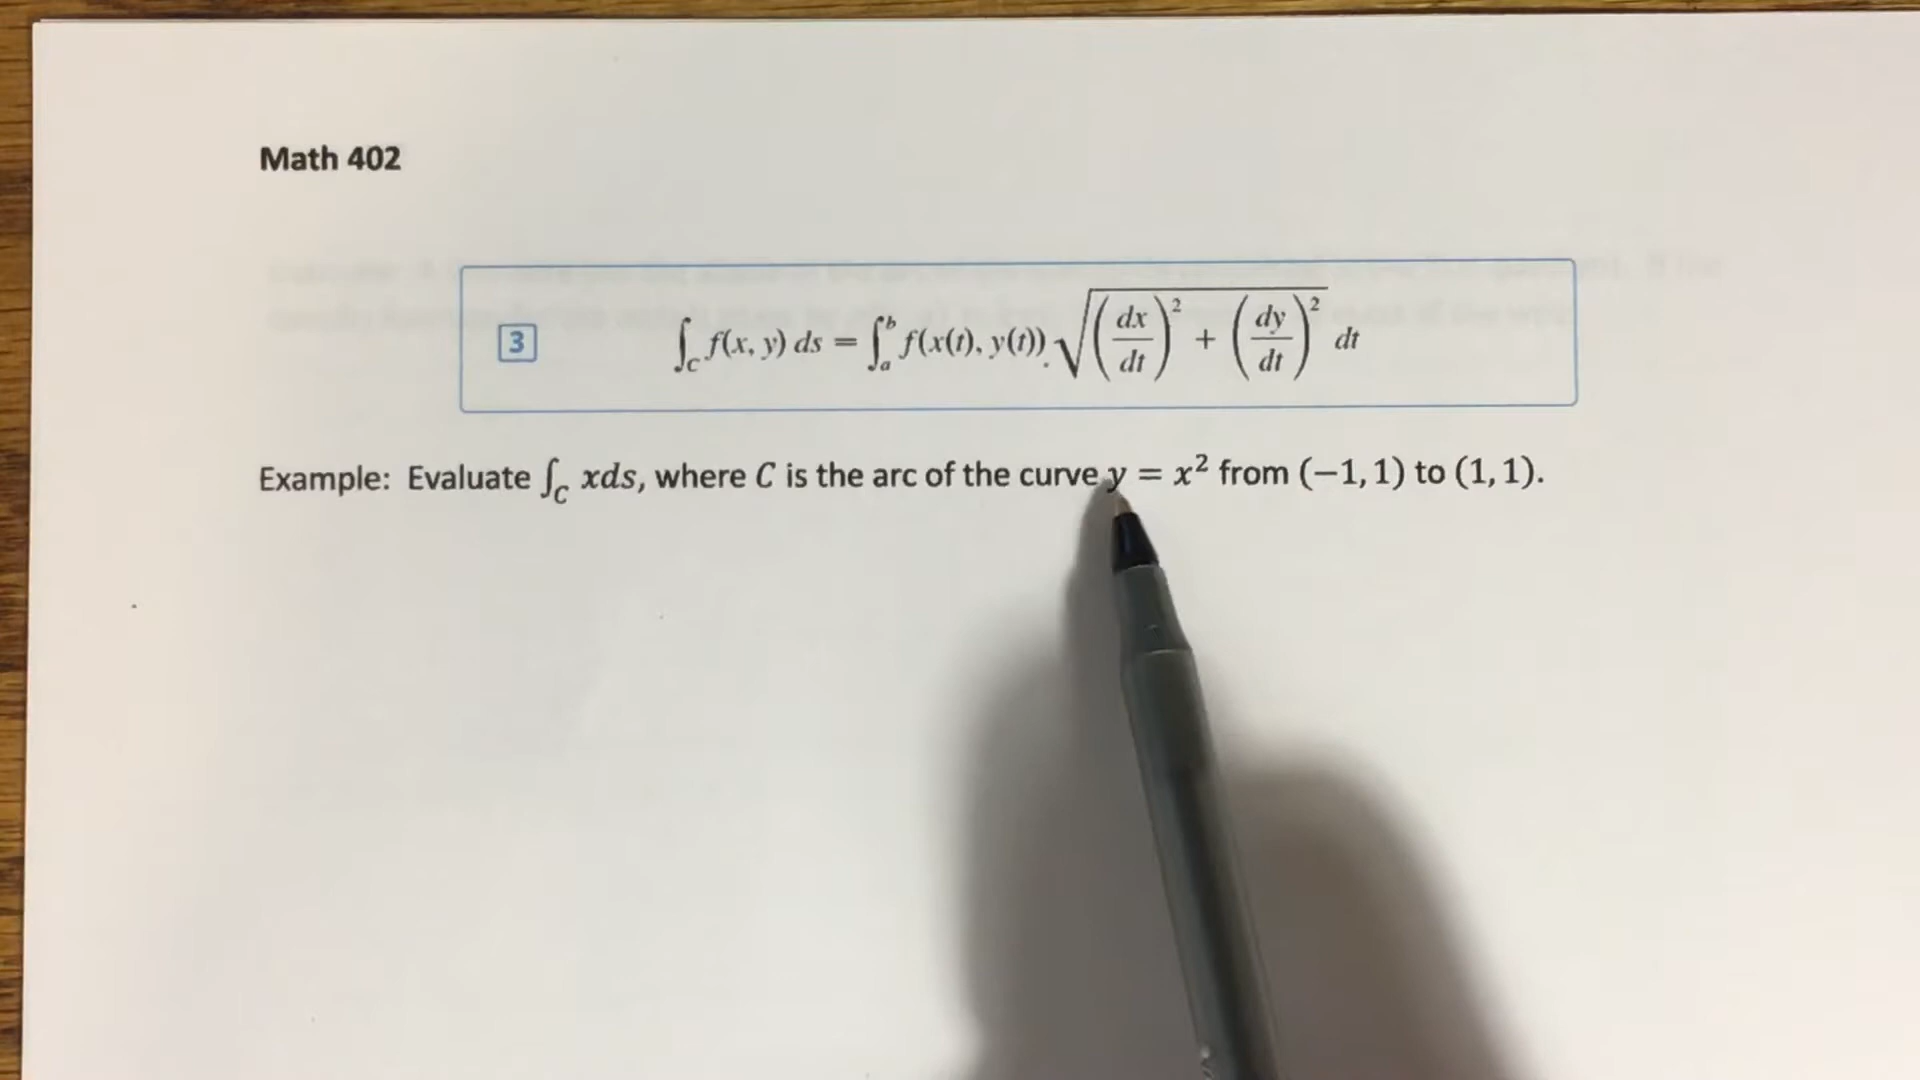 Math 402
3 ∫_C f(x, y) ds = ∫_a^b f(x(t), y(t)) √((dx/dt)² + (dy/dt)²) dt
Example: Evaluate ∫_C xds, where C is the arc of the curve y = x² from (−1, 1) to (1, 1).